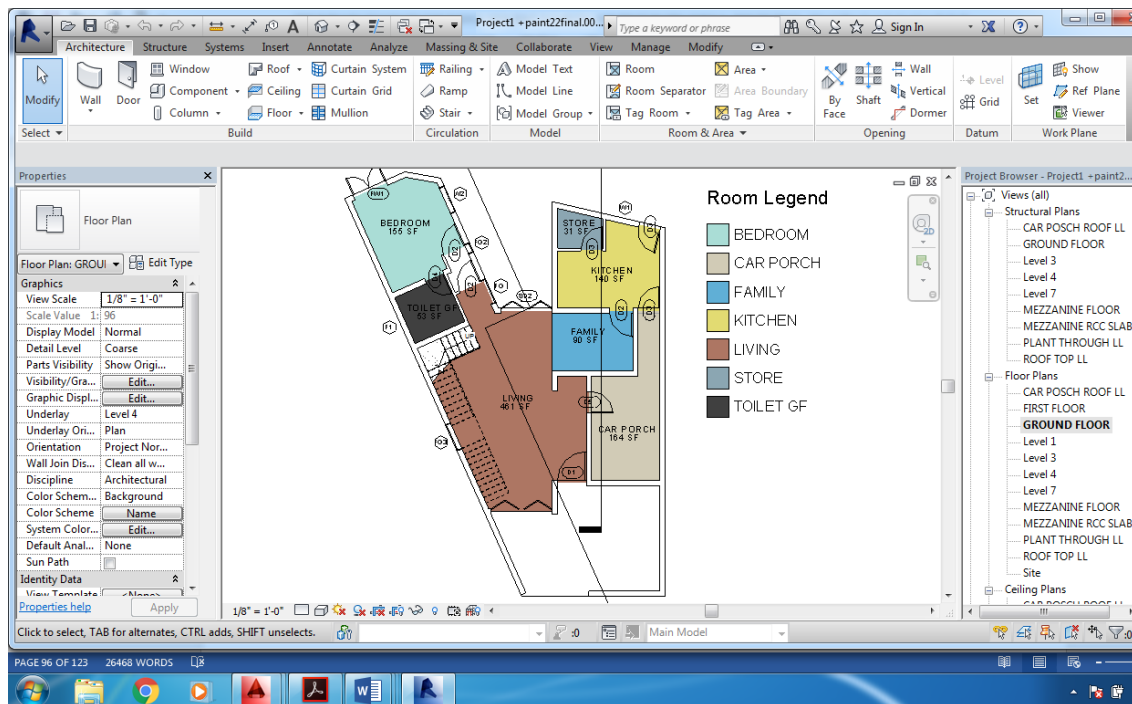 Project1 +paint22final.00...
Type a keyword or phrase
Sign In
Architecture Structure Systems Insert Annotate Analyze Massing & Site Collaborate View Manage Modify
Modify
Wall
Door
Window
Component
Column
Roof
Ceiling
Floor
Curtain System
Curtain Grid
Mullion
Railing
Ramp
Stair
Model Text
Model Line
Model Group
Room
Room Separator
Tag Room
Area
Area Boundary
Tag Area
By Face
Shaft
Wall
Vertical
Dormer
Level
Grid
Set
Show
Ref Plane
Viewer
Select Build Circulation Model Room & Area Opening Datum Work Plane
Properties
Floor Plan
Floor Plan: GROUI Edit Type
Graphics
View Scale 1/8" = 1'-0"
Scale Value 1: 96
Display Model Normal
Detail Level Coarse
Parts Visibility Show Origi...
Visibility/Gra... Edit...
Graphic Displ... Edit...
Underlay Level 4
Underlay Ori... Plan
Orientation Project Nor...
Wall Join Dis... Clean all w...
Discipline Architectural
Color Schem... Background
Color Scheme Name
System Color... Edit...
Default Anal... None
Sun Path
Identity Data
View Template <None>
Properties help Apply
BEDROOM
155 SF
STORE
31 SF
KITCHEN
140 SF
TOILET GF
53 SF
FAMILY
90 SF
LIVING
461 SF
CAR PORCH
164 SF
D1
Room Legend
BEDROOM
CAR PORCH
FAMILY
KITCHEN
LIVING
STORE
TOILET GF
2D
Project Browser - Project1 +paint2...
Views (all)
Structural Plans
CAR POSCH ROOF LL
GROUND FLOOR
Level 3
Level 4
Level 7
MEZZANINE FLOOR
MEZZANINE RCC SLAB
PLANT THROUGH LL
ROOF TOP LL
Floor Plans
CAR POSCH ROOF LL
FIRST FLOOR
GROUND FLOOR
Level 1
Level 3
Level 4
Level 7
MEZZANINE FLOOR
MEZZANINE RCC SLAB
PLANT THROUGH LL
ROOF TOP LL
Site
Ceiling Plans
1/8" = 1'-0"
Click to select, TAB for alternates, CTRL adds, SHIFT unselects. :0 Main Model :0
PAGE 96 OF 123 26468 WORDS